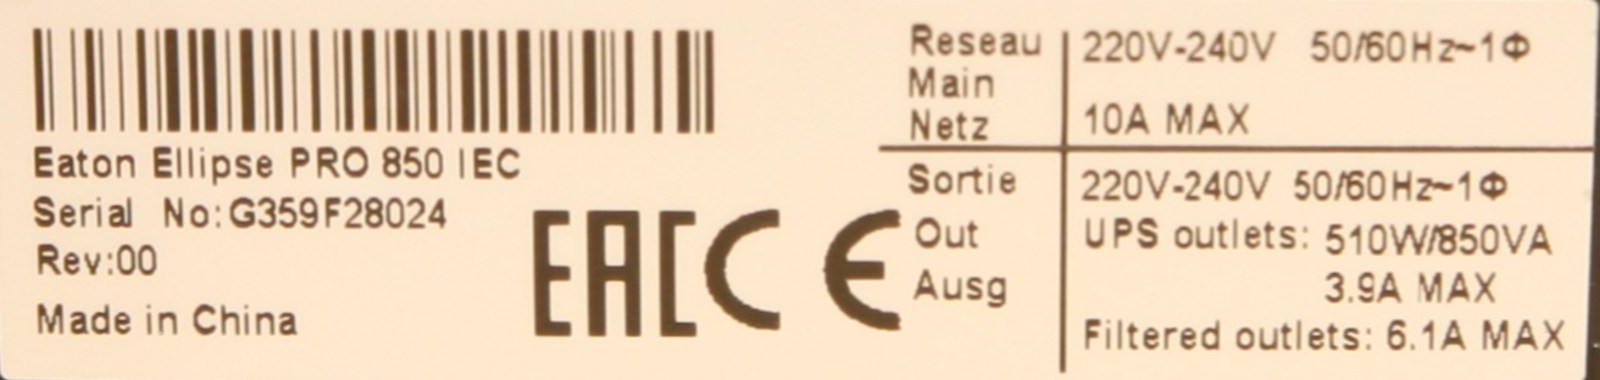 Eaton Ellipse PRO 850 IEC
Serial No:G359F28024
Rev:00
Made in China
EAC CE
Reseau
Main
Netz
220V-240V 50/60Hz~1Φ
10A MAX
Sortie
Out
Ausg
220V-240V 50/60Hz~1Φ
UPS outlets: 510W/850VA
3.9A MAX
Filtered outlets: 6.1A MAX